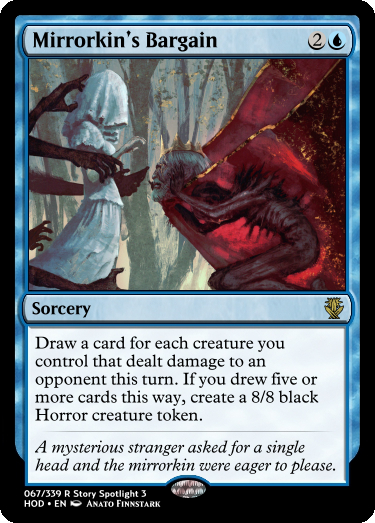 Mirrorkin's Bargain 2
Sorcery
Draw a card for each creature you
control that dealt damage to an
opponent this turn. If you drew five or
more cards this way, create a 8/8 black
Horror creature token.
A mysterious stranger asked for a single
head and the mirrorkin were eager to please.
067/339 R Story Spotlight 3
HOD • EN Anato Finnstark